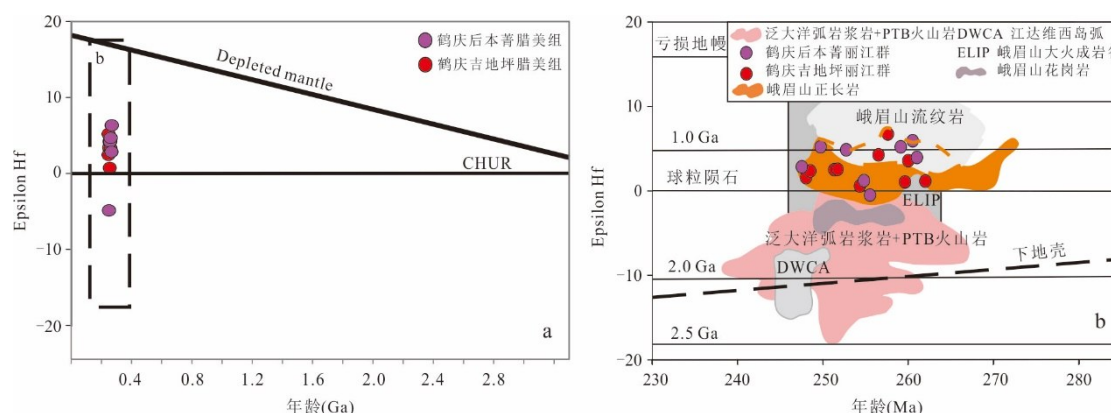 20
10
0
−10
−20
Epsilon Hf
b
Depleted mantle
CHUR
鹤庆后本菁腊美组
鹤庆吉地坪腊美组
a
0.4
0.8
1.2
1.6
2.0
2.4
2.8
年龄(Ga)
20
10
0
−10
−20
Epsilon Hf
泛大洋弧岩浆岩+PTB火山岩 DWCA 江达维西岛弧
鹤庆后本菁丽江群 ELIP 峨眉山大火成岩省
鹤庆吉地坪丽江群 峨眉山花岗岩
峨眉山正长岩
亏损地幔
峨眉山流纹岩
1.0 Ga
球粒陨石
ELIP
泛大洋弧岩浆岩+PTB火山岩
下地壳
DWCA
2.0 Ga
2.5 Ga
b
230
240
250
260
270
280
年龄(Ma)